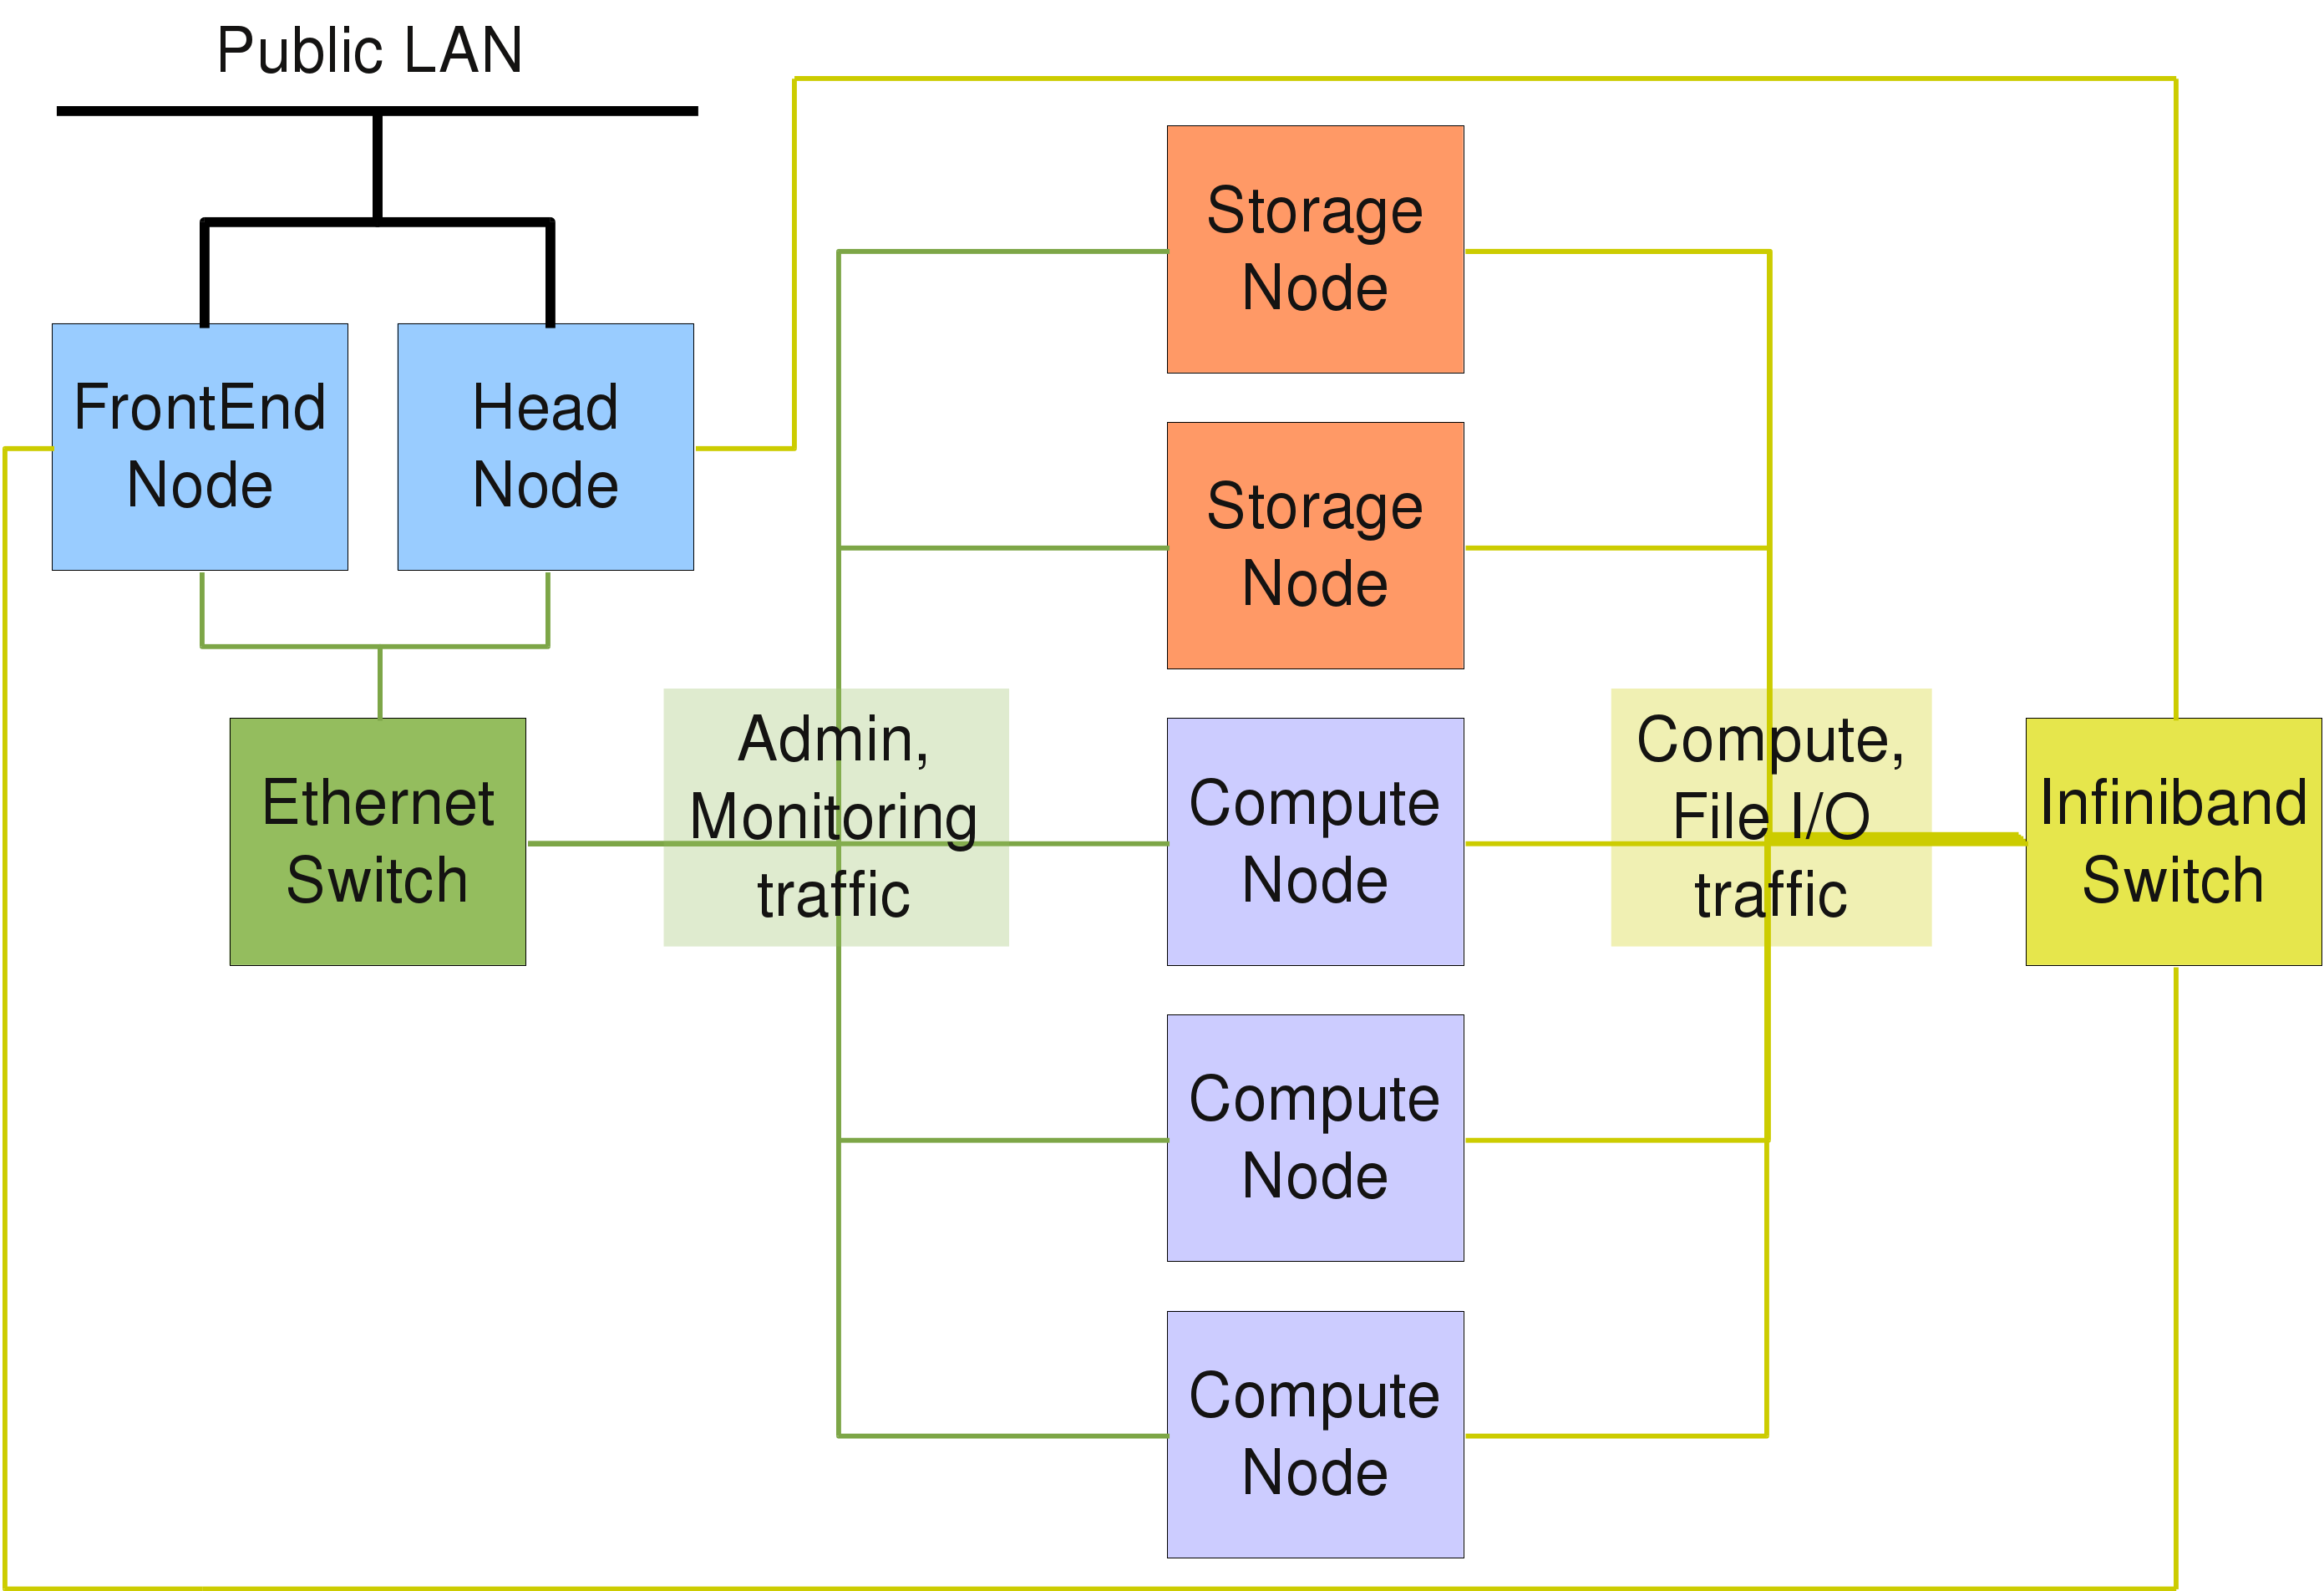 Public LAN
FrontEnd
Node
Head
Node
Storage
Node
Storage
Node
Ethernet
Switch
Admin,
Monitoring
traffic
Compute
Node
Compute,
File I/O
traffic
Infiniband
Switch
Compute
Node
Compute
Node